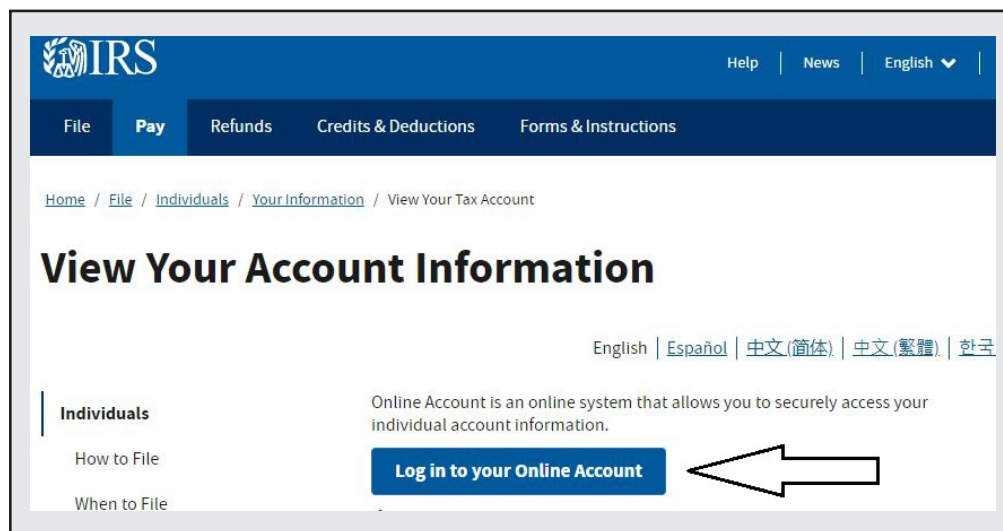 IRS
Help | News | English
File Pay Refunds Credits & Deductions Forms & Instructions
Home / File / Individuals / Your Information / View Your Tax Account
View Your Account Information
English | Español | 中文 (简体) | 中文 (繁體) | 한국
Individuals
How to File
When to File
Online Account is an online system that allows you to securely access your
individual account information.
Log in to your Online Account